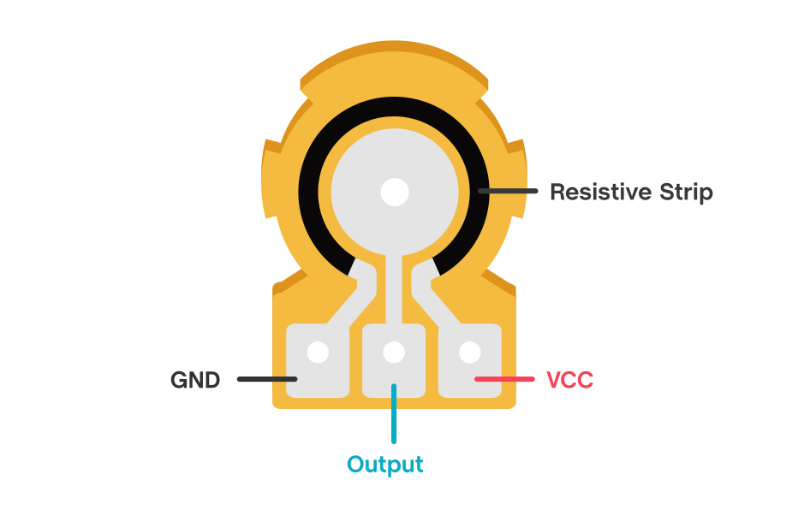 Resistive Strip
GND
VCC
Output